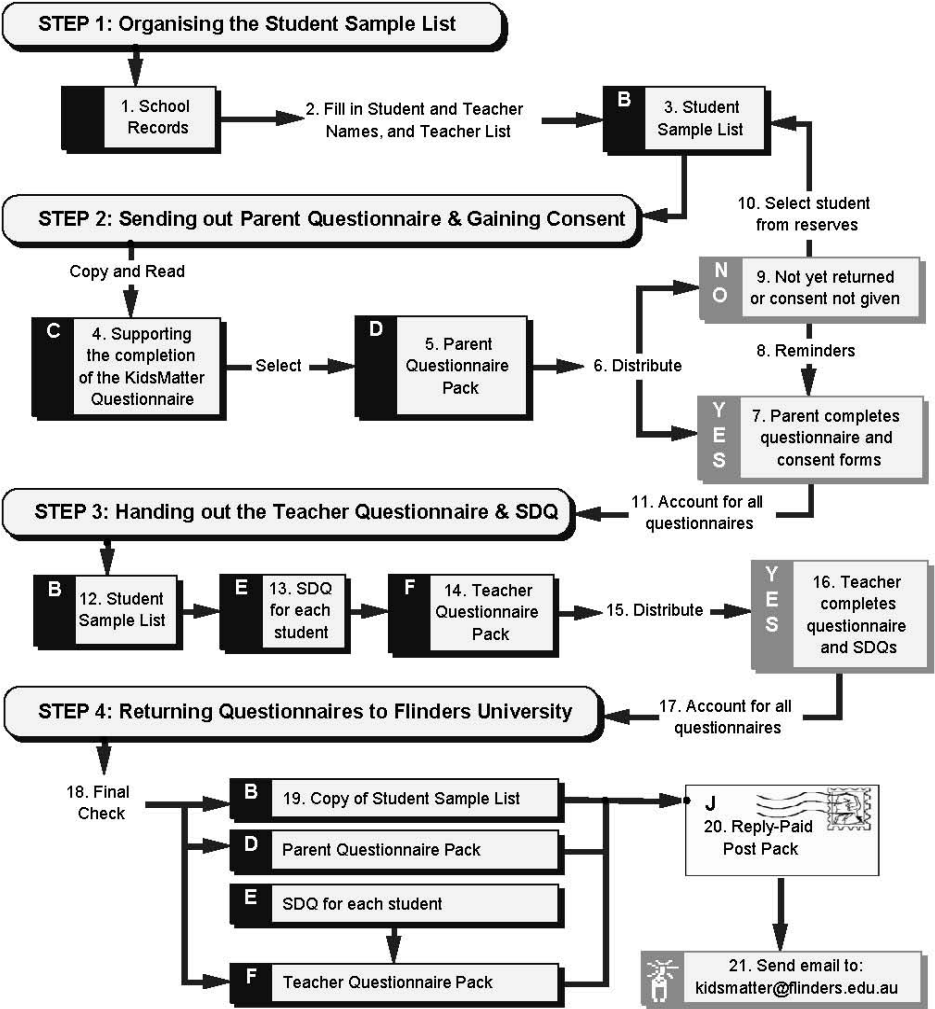 STEP 1: Organising the Student Sample List
1. School
Records
2. Fill in Student and Teacher
Names, and Teacher List
B
3. Student
Sample List
STEP 2: Sending out Parent Questionnaire & Gaining Consent
10. Select student
from reserves
Copy and Read
N
O
9. Not yet returned
or consent not given
C
4. Supporting
the completion
of the KidsMatter
Questionnaire
Select
D
5. Parent
Questionnaire
Pack
6. Distribute
8. Reminders
Y
E
S
7. Parent completes
questionnaire and
consent forms
STEP 3: Handing out the Teacher Questionnaire & SDQ
11. Account for all
questionnaires
B
12. Student
Sample List
E
13. SDQ
for each
student
F
14. Teacher
Questionnaire
Pack
15. Distribute
Y
E
S
16. Teacher
completes
questionnaire
and SDQs
STEP 4: Returning Questionnaires to Flinders University
17. Account for all
questionnaires
18. Final
Check
B
19. Copy of Student Sample List
D
Parent Questionnaire Pack
E
SDQ for each student
F
Teacher Questionnaire Pack
J
20. Reply-Paid
Post Pack
21. Send email to:
kidsmatter@flinders.edu.au